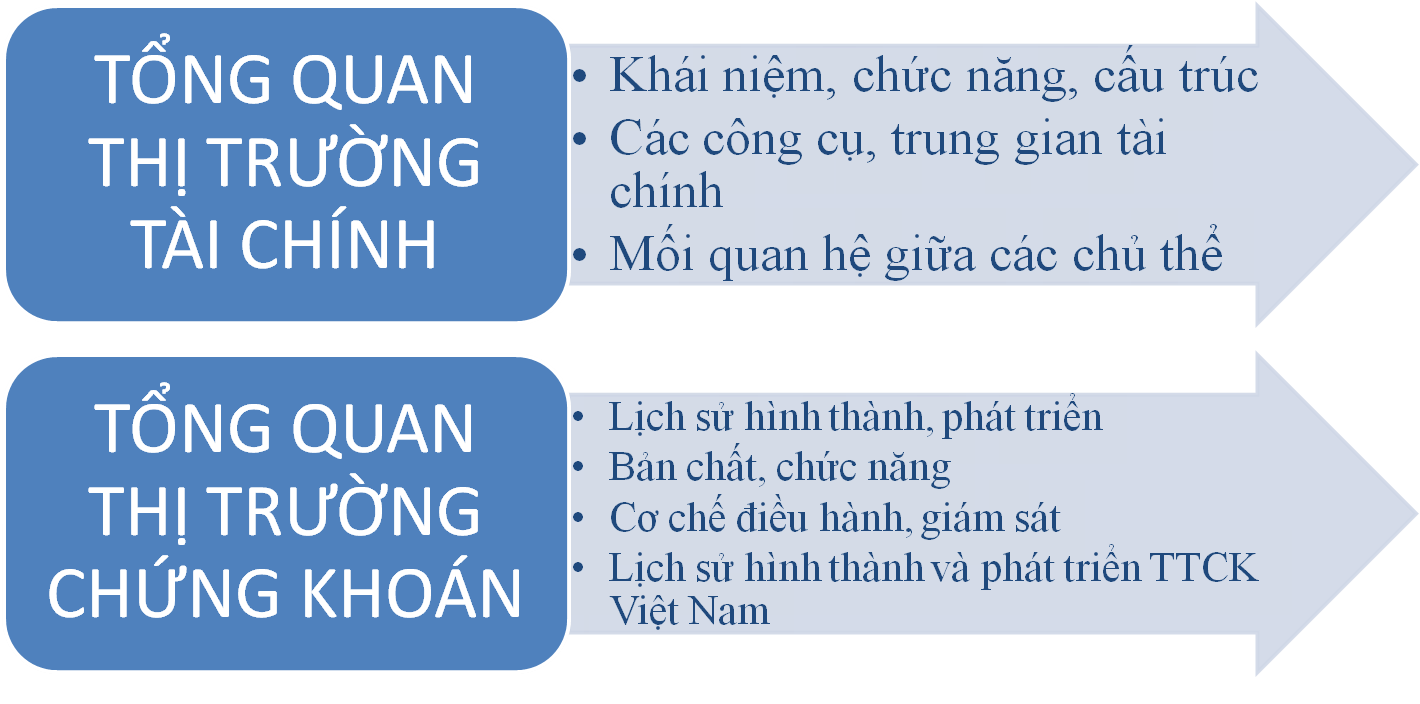 TỔNG QUAN
THỊ TRƯỜNG
TÀI CHÍNH
• Khái niệm, chức năng, cấu trúc
• Các công cụ, trung gian tài
chính
• Mối quan hệ giữa các chủ thể
TỔNG QUAN
THỊ TRƯỜNG
CHỨNG KHOÁN
• Lịch sử hình thành, phát triển
• Bản chất, chức năng
• Cơ chế điều hành, giám sát
• Lịch sử hình thành và phát triển TTCK
Việt Nam